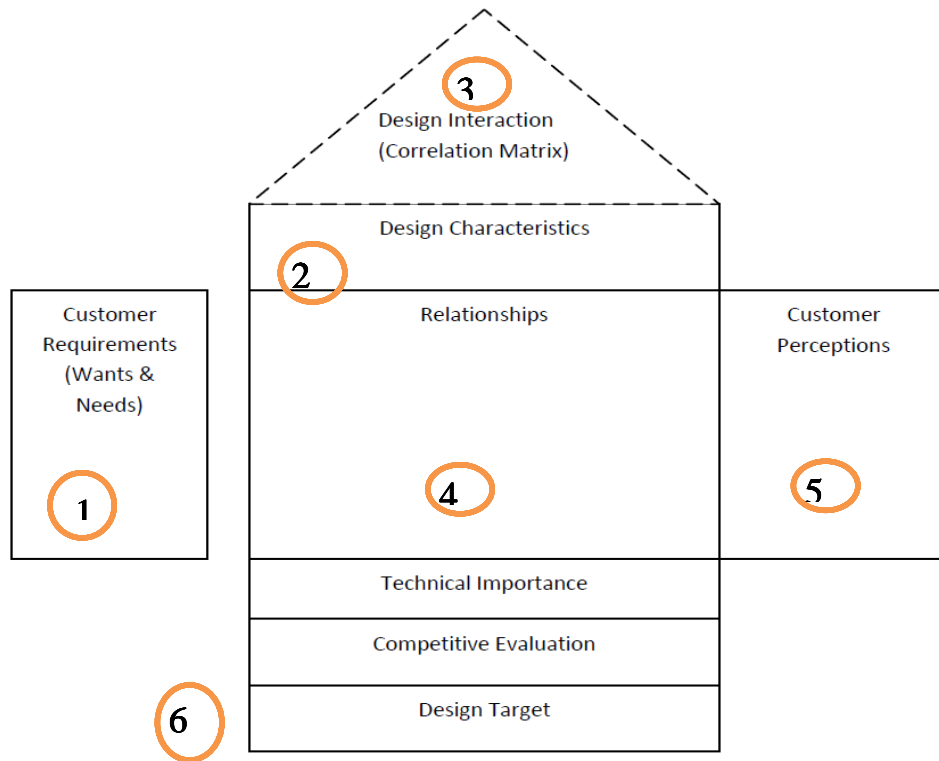 3
Design Interaction
(Correlation Matrix)
Design Characteristics
2
Customer
Requirements
(Wants &
Needs)
1
Relationships
4
Customer
Perceptions
5
Technical Importance
Competitive Evaluation
Design Target
6